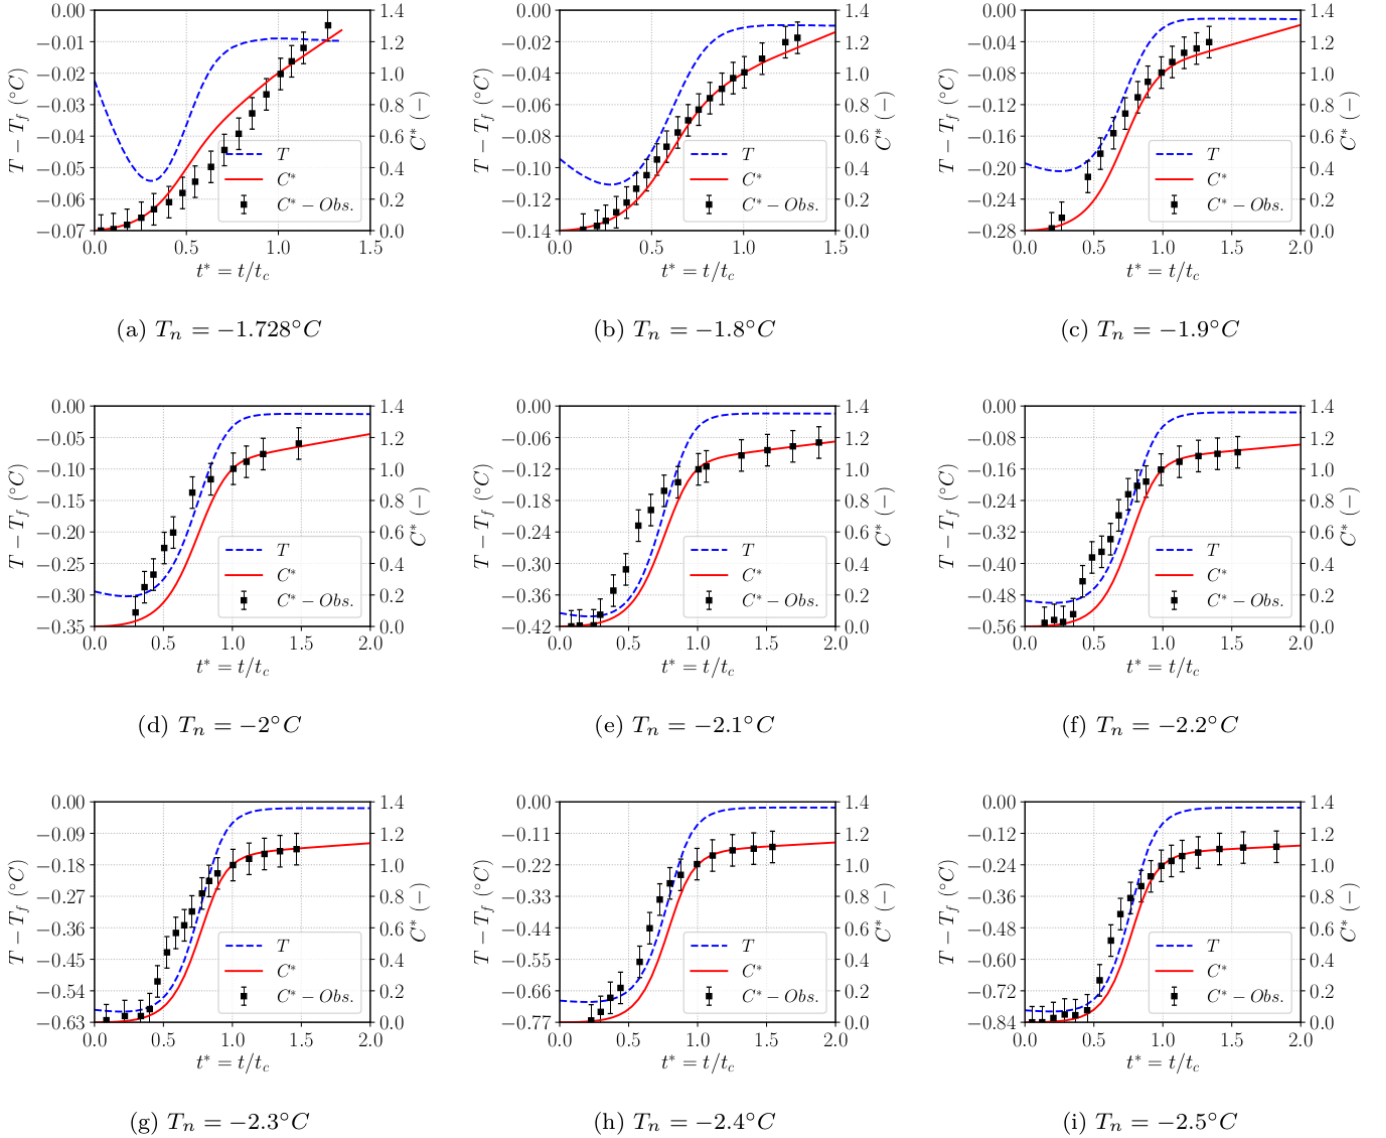 0.00 1.4 0.00 1.4 0.00 1.4
−0.01 1.2 −0.02 1.2 −0.04 1.2
−0.02 1.0 −0.04 1.0 −0.08 1.0
−0.03 0.8 −0.06 0.8 −0.12 0.8
T − T_f (°C) C* (−) T − T_f (°C) C* (−) T − T_f (°C) C* (−)
−0.04 0.6 −0.08 0.6 −0.16 0.6
T T T
−0.05 0.4 −0.10 0.4 −0.20 0.4
C* C* C*
−0.06 0.2 −0.12 0.2 −0.24 0.2
C* − Obs. C* − Obs. C* − Obs.
−0.07 0.0 −0.14 0.0 −0.28 0.0
0.0 0.5 1.0 1.5 0.0 0.5 1.0 1.5 0.0 0.5 1.0 1.5 2.0
t* = t/t_c t* = t/t_c t* = t/t_c
(a) T_n = −1.728°C (b) T_n = −1.8°C (c) T_n = −1.9°C
0.00 1.4 0.00 1.4 0.00 1.4
−0.05 1.2 −0.06 1.2 −0.08 1.2
−0.10 1.0 −0.12 1.0 −0.16 1.0
−0.15 0.8 −0.18 0.8 −0.24 0.8
T − T_f (°C) C* (−) T − T_f (°C) C* (−) T − T_f (°C) C* (−)
−0.20 0.6 −0.24 0.6 −0.32 0.6
T T T
−0.25 0.4 −0.30 0.4 −0.40 0.4
C* C* C*
−0.30 0.2 −0.36 0.2 −0.48 0.2
C* − Obs. C* − Obs. C* − Obs.
−0.35 0.0 −0.42 0.0 −0.56 0.0
0.0 0.5 1.0 1.5 2.0 0.0 0.5 1.0 1.5 2.0 0.0 0.5 1.0 1.5 2.0
t* = t/t_c t* = t/t_c t* = t/t_c
(d) T_n = −2°C (e) T_n = −2.1°C (f) T_n = −2.2°C
0.00 1.4 0.00 1.4 0.00 1.4
−0.09 1.2 −0.11 1.2 −0.12 1.2
−0.18 1.0 −0.22 1.0 −0.24 1.0
−0.27 0.8 −0.33 0.8 −0.36 0.8
T − T_f (°C) C* (−) T − T_f (°C) C* (−) T − T_f (°C) C* (−)
−0.36 0.6 −0.44 0.6 −0.48 0.6
T T T
−0.45 0.4 −0.55 0.4 −0.60 0.4
C* C* C*
−0.54 0.2 −0.66 0.2 −0.72 0.2
C* − Obs. C* − Obs. C* − Obs.
−0.63 0.0 −0.77 0.0 −0.84 0.0
0.0 0.5 1.0 1.5 2.0 0.0 0.5 1.0 1.5 2.0 0.0 0.5 1.0 1.5 2.0
t* = t/t_c t* = t/t_c t* = t/t_c
(g) T_n = −2.3°C (h) T_n = −2.4°C (i) T_n = −2.5°C